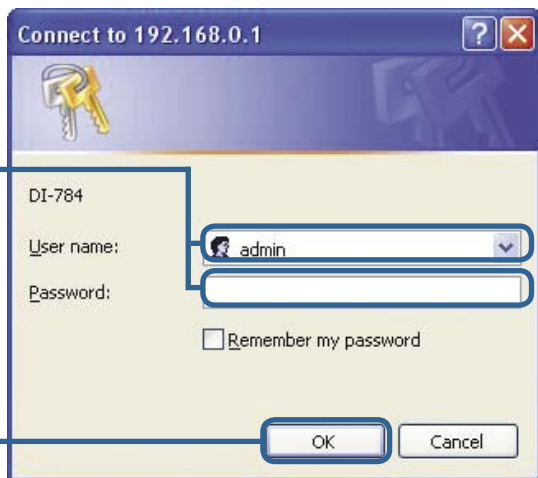 Connect to 192.168.0.1
?
DI-784
User name:
admin
Password:
Remember my password
OK
Cancel